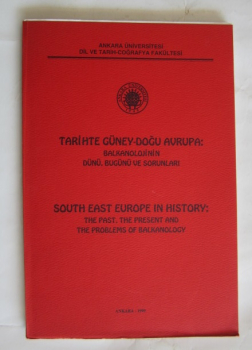 ANKARA ÜNİVERSİTESİ
DİL VE TARİH-COĞRAFYA FAKÜLTESİ
TARİHTE GÜNEY-DOĞU AVRUPA:
BALKANOLOJİNİN
DÜNÜ, BUGÜNÜ VE SORUNLARI
SOUTH EAST EUROPE IN HISTORY:
THE PAST, THE PRESENT AND
THE PROBLEMS OF BALKANOLOGY